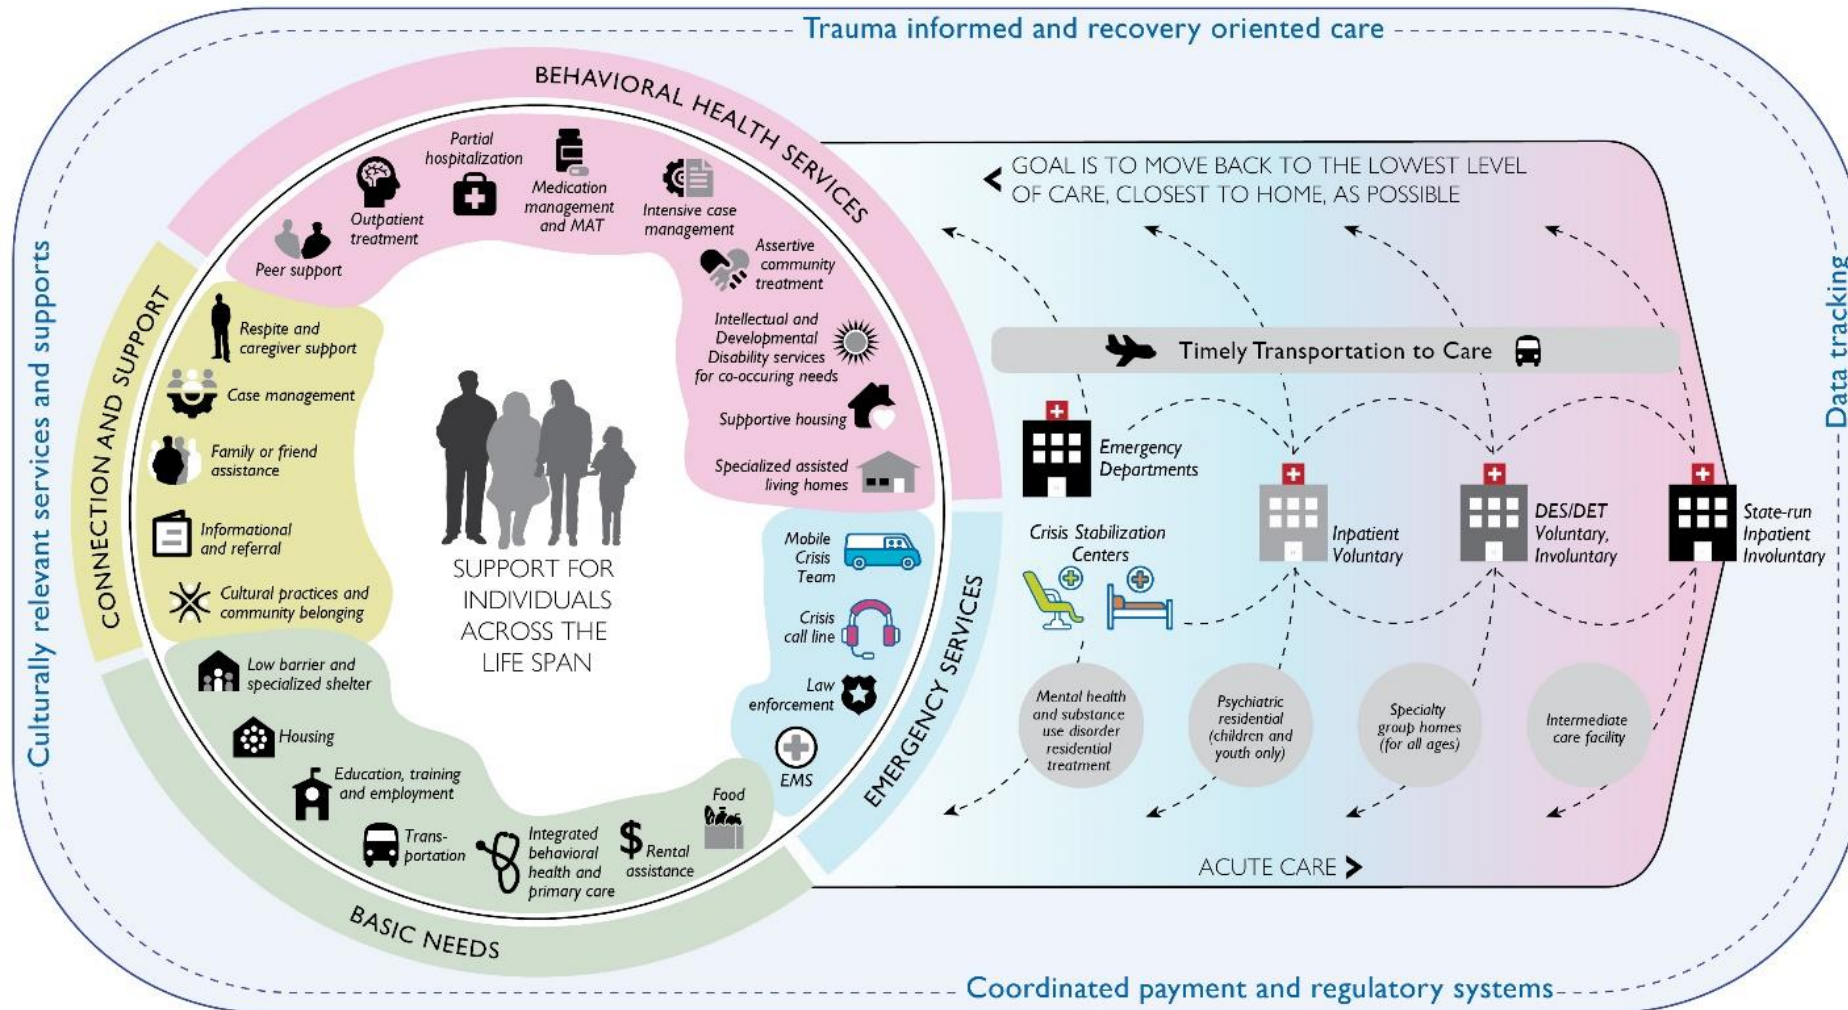 Trauma informed and recovery oriented care
Culturally relevant services and supports
Data tracking
Coordinated payment and regulatory systems
BEHAVIORAL HEALTH SERVICES
Peer support
Outpatient
treatment
Partial
hospitalization
Medication
management
and MAT
Intensive case
management
Assertive
community
treatment
Intellectual and
Developmental
Disability services
for co-occuring needs
Supportive housing
Specialized assisted
living homes
CONNECTION AND SUPPORT
Respite and
caregiver support
Case management
Family or friend
assistance
Informational
and referral
Cultural practices and
community belonging
SUPPORT FOR
INDIVIDUALS
ACROSS THE
LIFE SPAN
EMERGENCY SERVICES
Mobile
Crisis
Team
Crisis
call line
Law
enforcement
EMS
BASIC NEEDS
Low barrier and
specialized shelter
Housing
Education, training
and employment
Trans-
portation
Integrated
behavioral
health and
primary care
$ Rental
assistance
Food
< GOAL IS TO MOVE BACK TO THE LOWEST LEVEL
OF CARE, CLOSEST TO HOME, AS POSSIBLE
Timely Transportation to Care
Emergency
Departments
Crisis Stabilization
Centers
Inpatient
Voluntary
DES/DET
Voluntary,
Involuntary
State-run
Inpatient
Involuntary
Mental health
and substance
use disorder
residential
treatment
Psychiatric
residential
(children and
youth only)
Specialty
group homes
(for all ages)
Intermediate
care facility
ACUTE CARE >